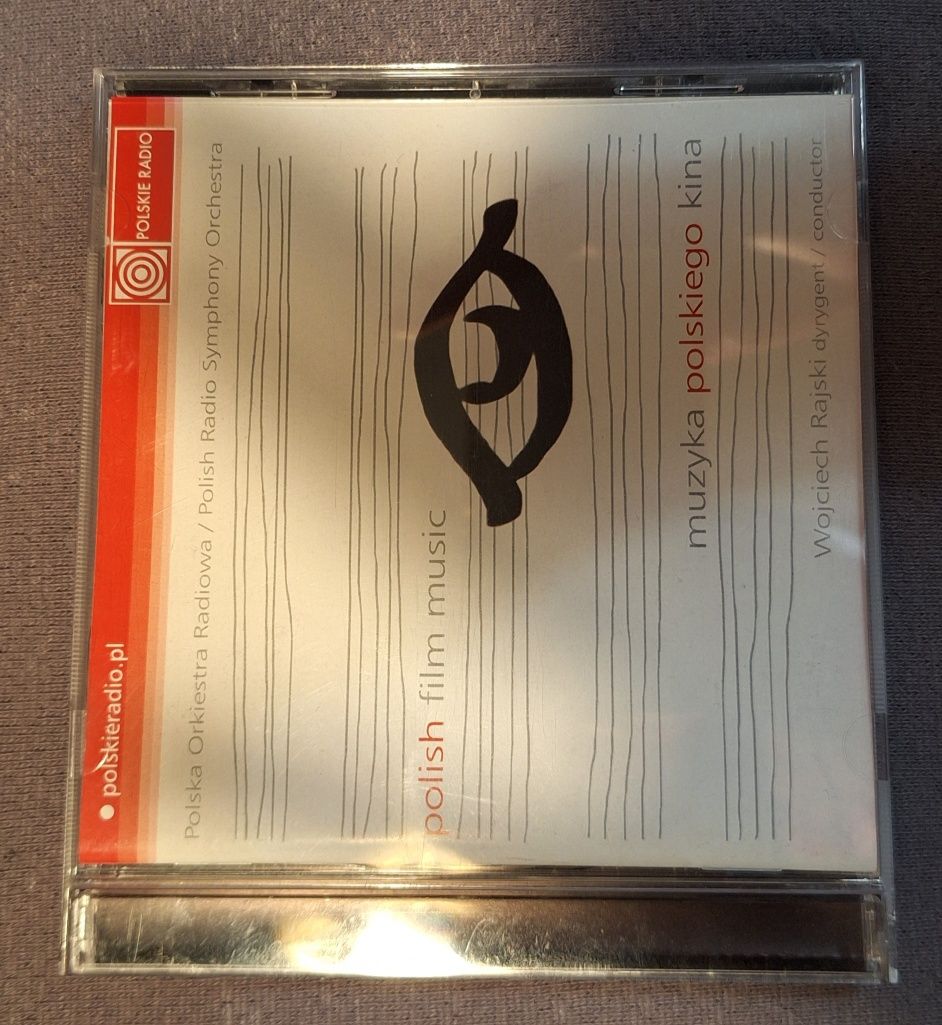 ● polskieradio.pl
POLSKIE RADIO
Polska Orkiestra Radiowa / Polish Radio Symphony Orchestra
polish film music
muzyka polskiego kina
Wojciech Rajski dyrygent / conductor